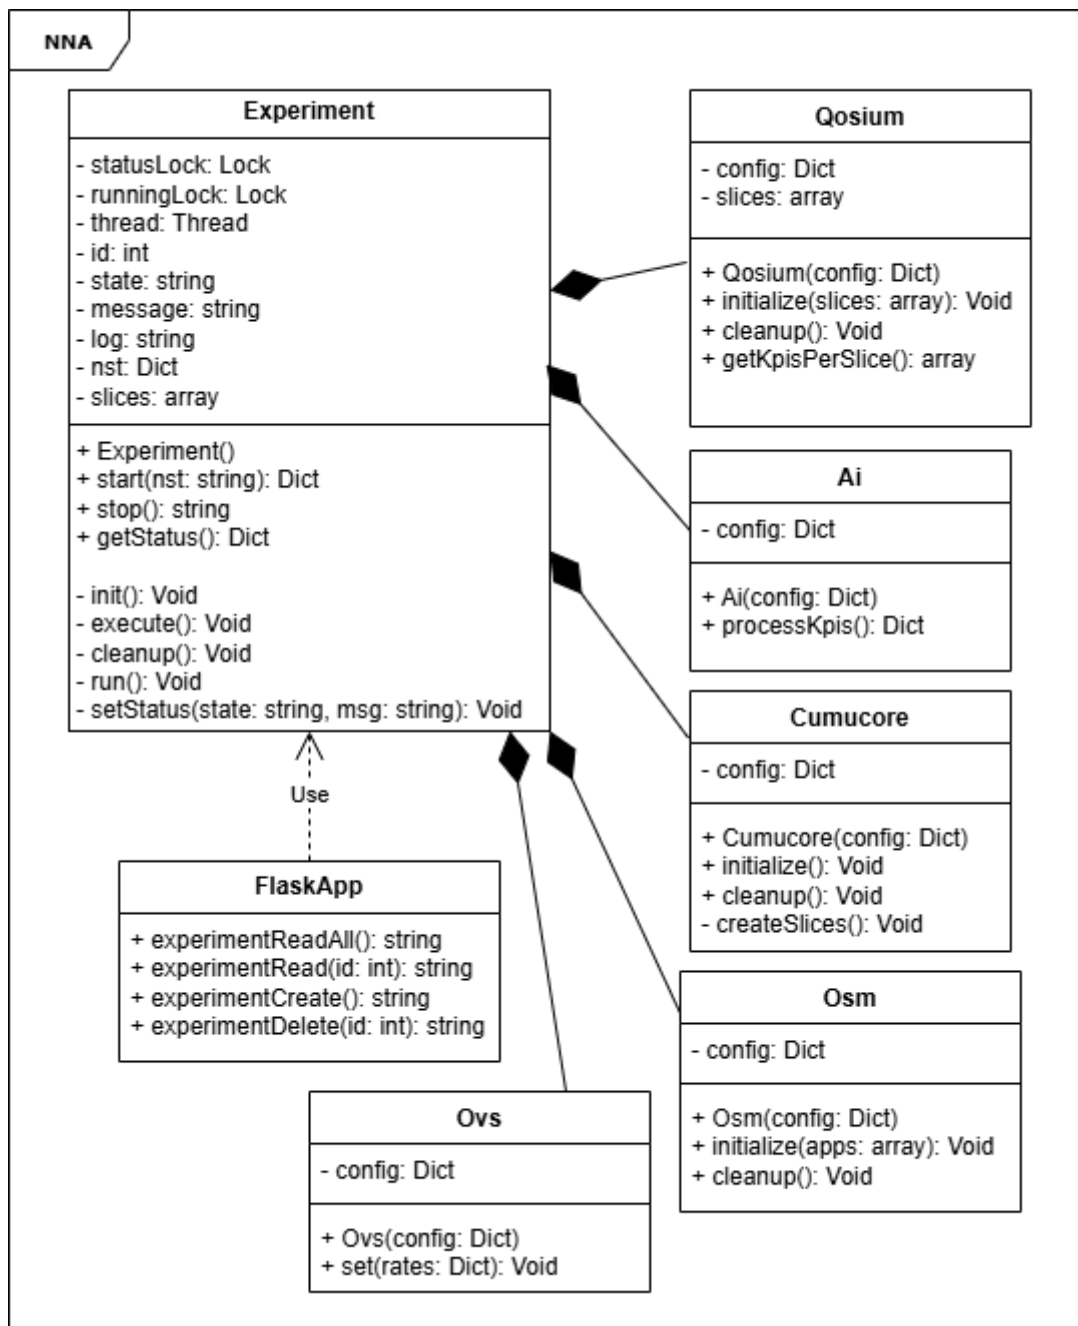 NNA
Experiment
- statusLock: Lock
- runningLock: Lock
- thread: Thread
- id: int
- state: string
- message: string
- log: string
- nst: Dict
- slices: array
+ Experiment()
+ start(nst: string): Dict
+ stop(): string
+ getStatus(): Dict
- init(): Void
- execute(): Void
- cleanup(): Void
- run(): Void
- setStatus(state: string, msg: string): Void
Qosium
- config: Dict
- slices: array
+ Qosium(config: Dict)
+ initialize(slices: array): Void
+ cleanup(): Void
+ getKpisPerSlice(): array
Ai
- config: Dict
+ Ai(config: Dict)
+ processKpis(): Dict
Cumucore
- config: Dict
+ Cumucore(config: Dict)
+ initialize(): Void
+ cleanup(): Void
- createSlices(): Void
Use
FlaskApp
+ experimentReadAll(): string
+ experimentRead(id: int): string
+ experimentCreate(): string
+ experimentDelete(id: int): string
Osm
- config: Dict
+ Osm(config: Dict)
+ initialize(apps: array): Void
+ cleanup(): Void
Ovs
- config: Dict
+ Ovs(config: Dict)
+ set(rates: Dict): Void